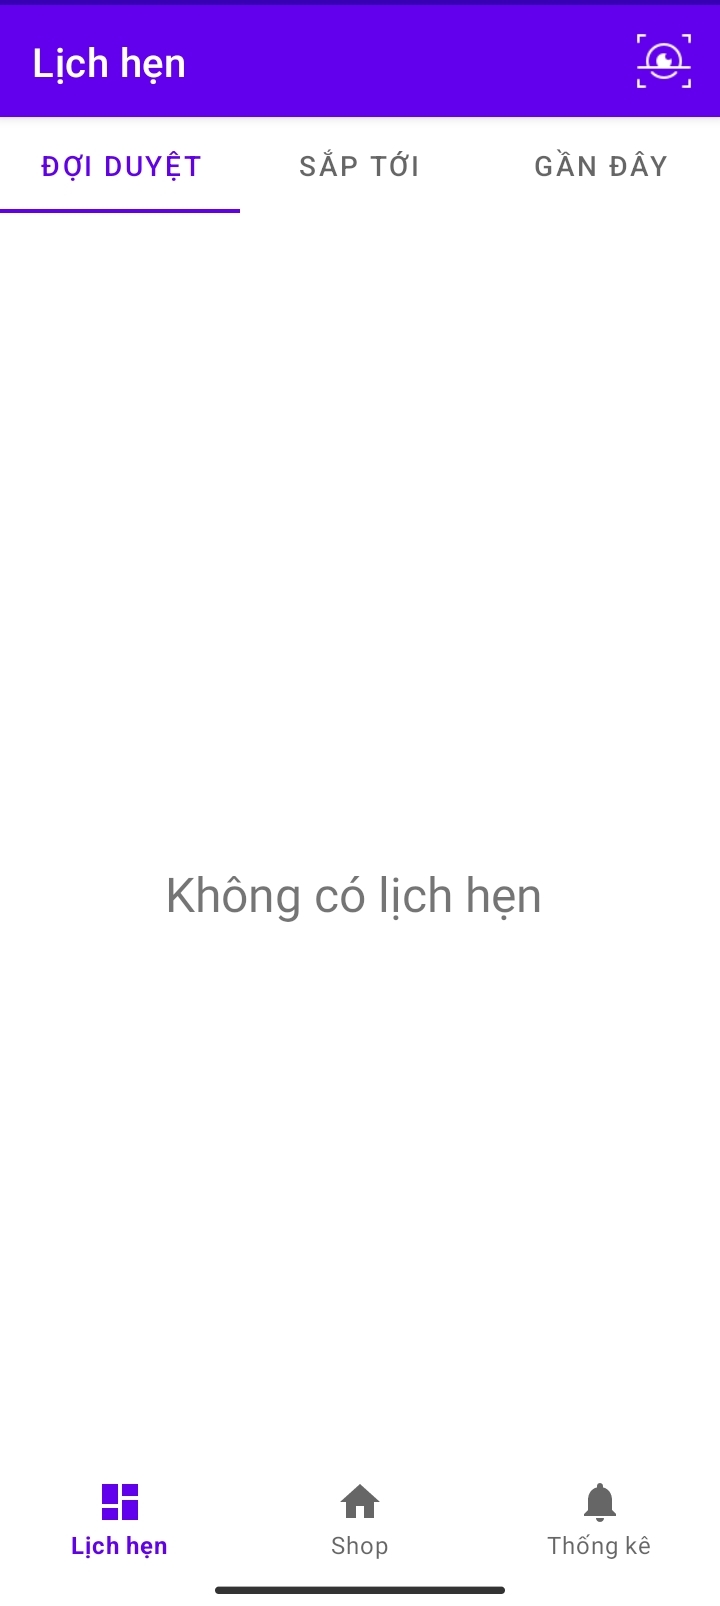 Lịch hẹn
ĐỢI DUYỆT
SẮP TỚI
GẦN ĐÂY
Không có lịch hẹn
Lịch hẹn
Shop
Thống kê